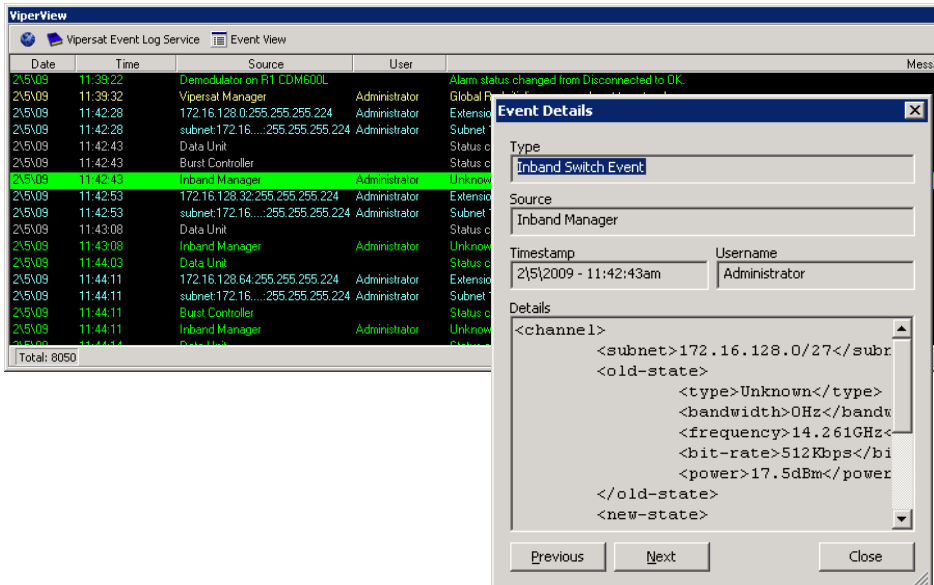 ViperView
Vipersat Event Log Service Event View
Date Time Source User Mess
2\5\09 11:39:22 Demodulator on R1 CDM600L Alarm status changed from Disconnected to OK.
2\5\09 11:39:32 Vipersat Manager Administrator Global
2\5\09 11:42:28 172.16.128.0:255.255.255.224 Administrator Extensio
2\5\09 11:42:28 subnet:172.16....:255.255.255.224 Administrator Subnet
2\5\09 11:42:43 Data Unit Status c
2\5\09 11:42:43 Burst Controller Status c
2\5\09 11:42:43 Inband Manager Administrator Unknow
2\5\09 11:42:53 172.16.128.32:255.255.255.224 Administrator Extensio
2\5\09 11:42:53 subnet:172.16....:255.255.255.224 Administrator Subnet
2\5\09 11:43:08 Data Unit Status c
2\5\09 11:43:08 Inband Manager Administrator Unknow
2\5\09 11:44:03 Data Unit Status c
2\5\09 11:44:11 172.16.128.64:255.255.255.224 Administrator Extensio
2\5\09 11:44:11 subnet:172.16....:255.255.255.224 Administrator Subnet
2\5\09 11:44:11 Burst Controller Status c
2\5\09 11:44:11 Inband Manager Administrator Unknow
Total: 8050
Event Details
Type
Inband Switch Event
Source
Inband Manager
Timestamp Username
2\5\2009 - 11:42:43am Administrator
Details
<channel>
<subnet>172.16.128.0/27</subr
<old-state>
<type>Unknown</type>
<bandwidth>0Hz</bandw
<frequency>14.261GHz<
<bit-rate>512Kbps</bi
<power>17.5dBm</power
</old-state>
<new-state>
Previous Next Close